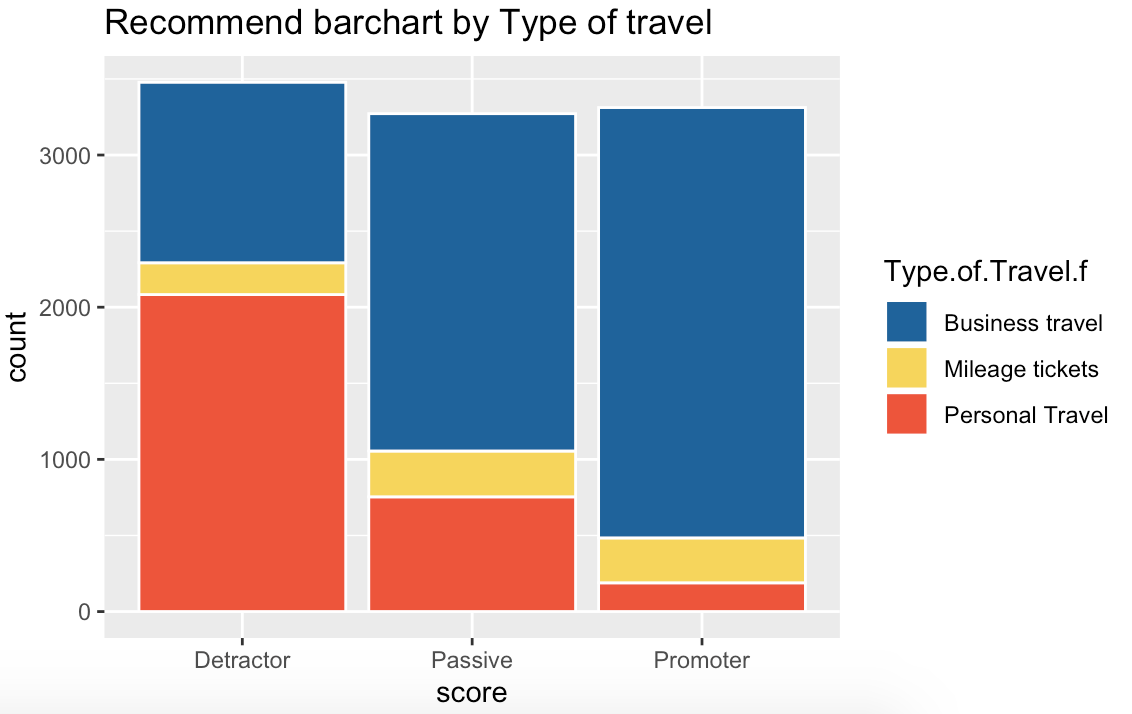 Recommend barchart by Type of travel
count
3000
2000
1000
0
Detractor Passive Promoter
score
Type.of.Travel.f
Business travel
Mileage tickets
Personal Travel